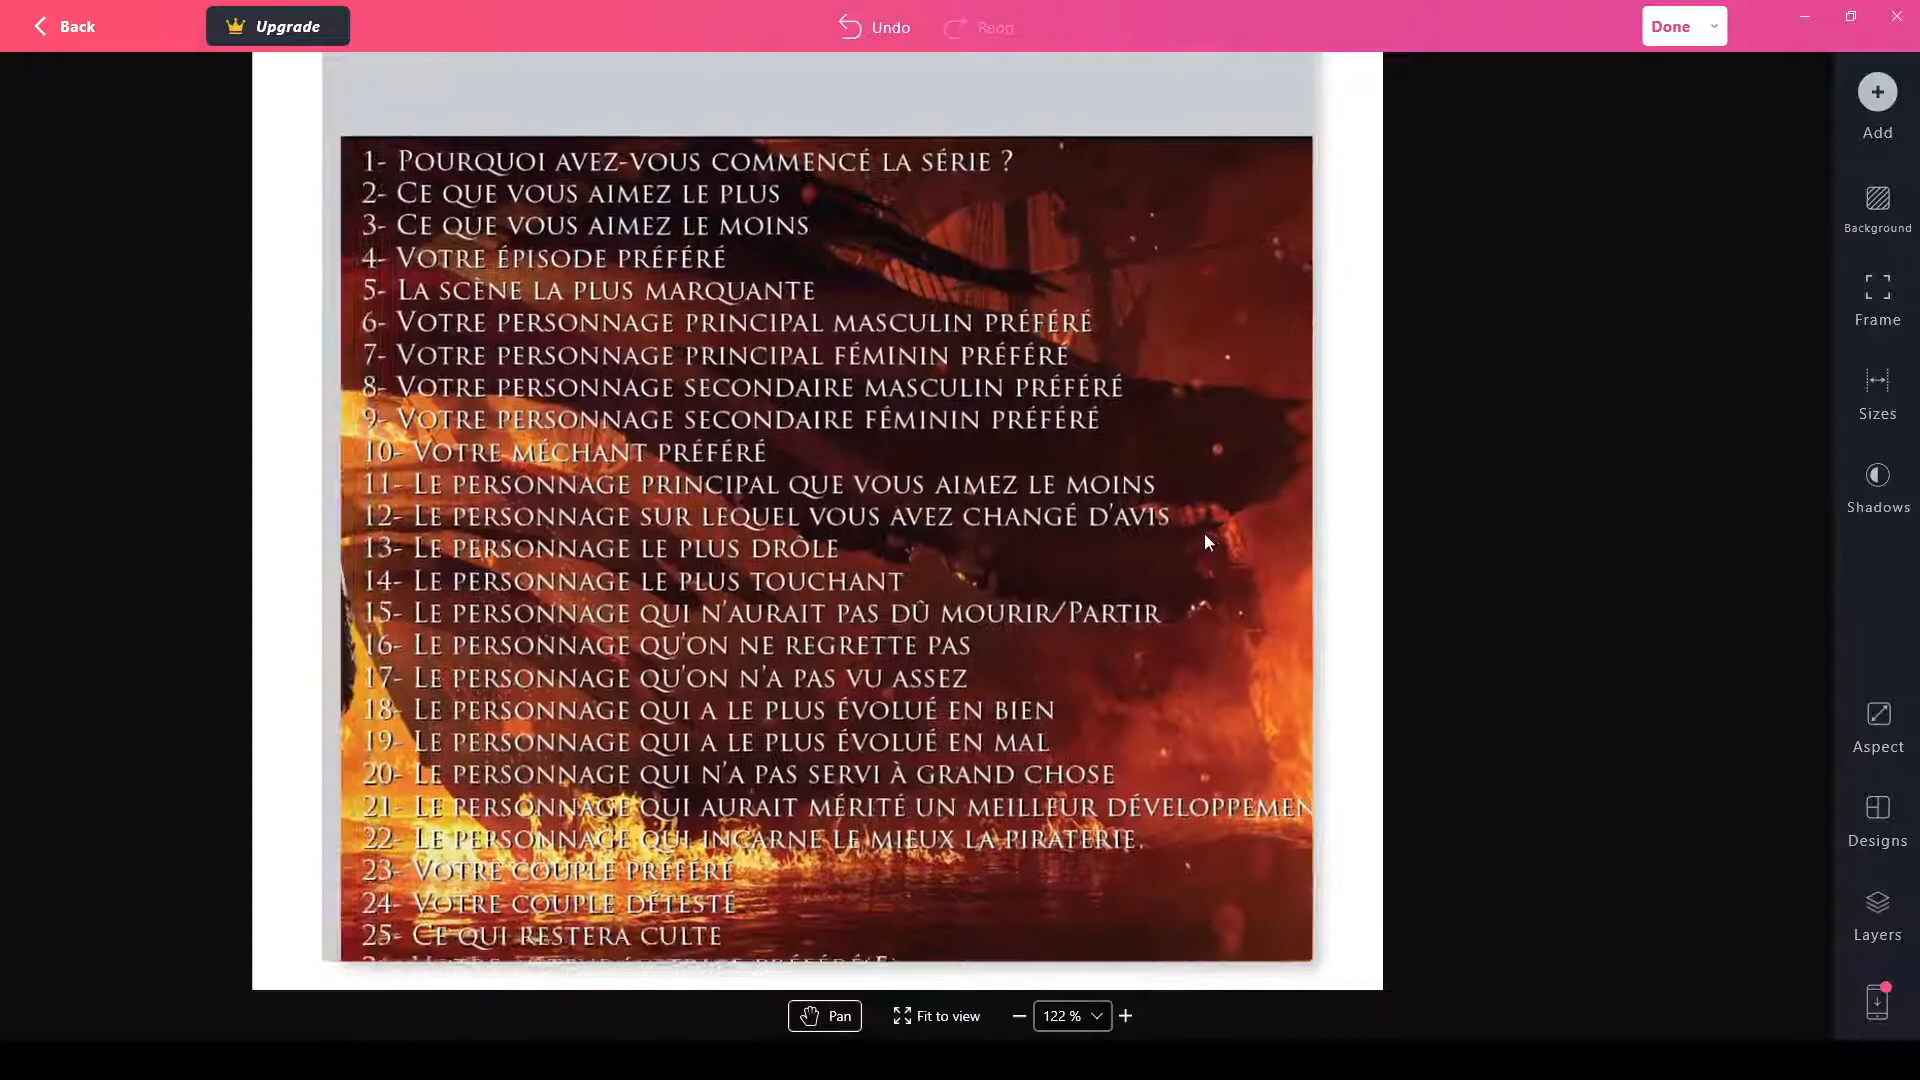 Back
Upgrade
Undo
Redo
Done
1- Pourquoi avez-vous commencé la série ?
2- Ce que vous aimez le plus
3- Ce que vous aimez le moins
4- Votre épisode préféré
5- La scène la plus marquante
6- Votre personnage principal masculin préféré
7- Votre personnage principal féminin préféré
8- Votre personnage secondaire masculin préféré
9- Votre personnage secondaire féminin préféré
10- Votre méchant préféré
11- Le personnage principal que vous aimez le moins
12- Le personnage sur lequel vous avez changé d'avis
13- Le personnage le plus drôle
14- Le personnage le plus touchant
15- Le personnage qui n'aurait pas dû mourir/Partir
16- Le personnage qu'on ne regrette pas
17- Le personnage qu'on n'a pas vu assez
18- Le personnage qui a le plus évolué en bien
19- Le personnage qui a le plus évolué en mal
20- Le personnage qui n'a pas servi à grand chose
21- Le personnage qui aurait mérité un meilleur développemen
22- Le personnage qui incarne le mieux la piraterie.
23- Votre couple préféré
24- Votre couple détesté
25- Ce qui restera culte
Add
Background
Frame
Sizes
Shadows
Aspect
Designs
Layers
Pan
Fit to view
122 %